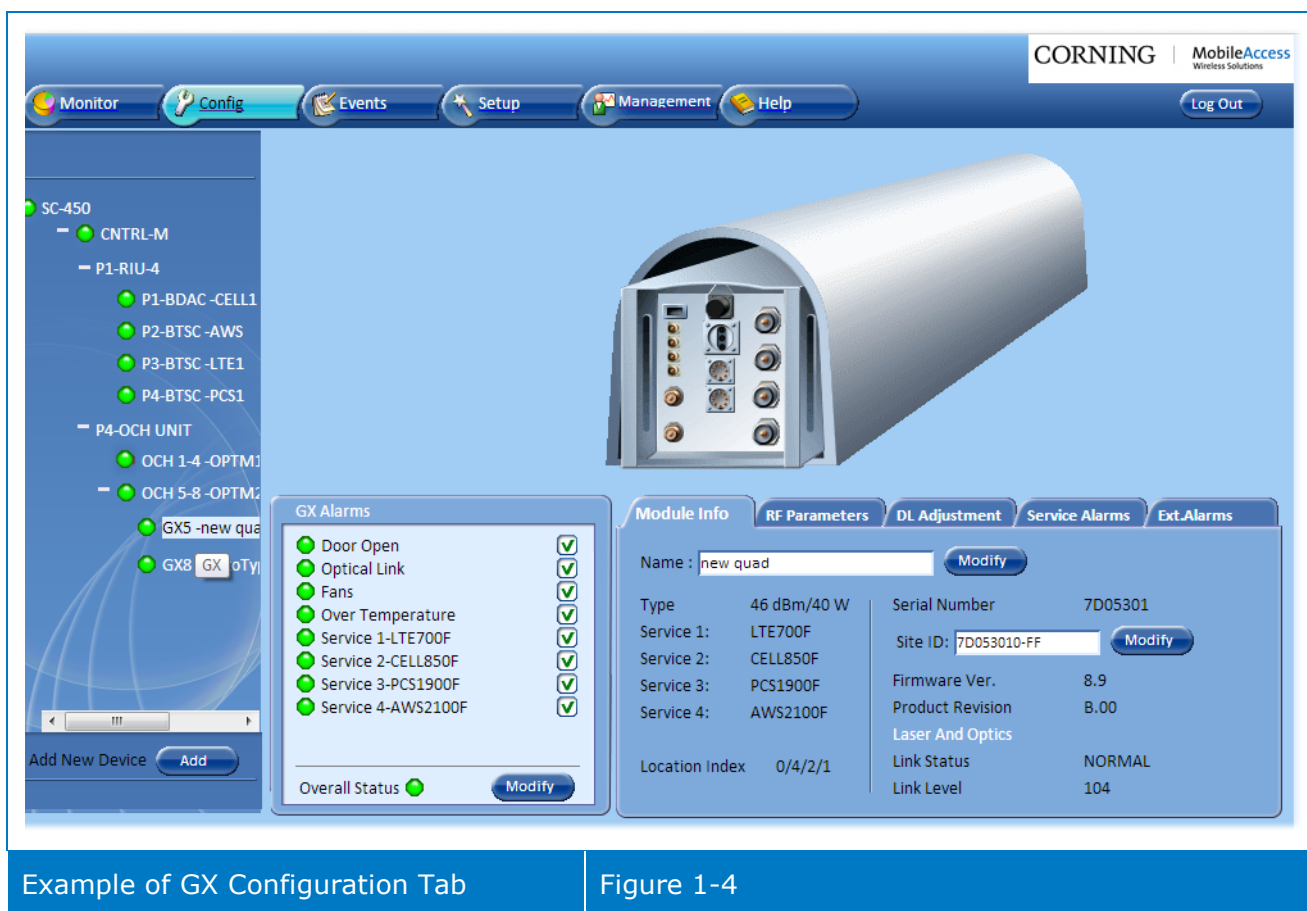 CORNING | MobileAccess
Wireless Solutions
Monitor Config Events Setup Management Help Log Out
SC-450
CNTRL-M
P1-RIU-4
P1-BDAC -CELL1
P2-BTSC -AWS
P3-BTSC -LTE1
P4-BTSC -PCS1
P4-OCH UNIT
OCH 1-4 -OPTM1
OCH 5-8 -OPTM2
GX5 -new qua
GX8 GX oTy
Add New Device Add
GX Alarms
Door Open
Optical Link
Fans
Over Temperature
Service 1-LTE700F
Service 2-CELL850F
Service 3-PCS1900F
Service 4-AWS2100F
Overall Status Modify
Module Info RF Parameters DL Adjustment Service Alarms Ext.Alarms
Name : new quad Modify
Type 46 dBm/40 W
Service 1: LTE700F
Service 2: CELL850F
Service 3: PCS1900F
Service 4: AWS2100F
Location Index 0/4/2/1
Serial Number 7D05301
Site ID: 7D053010-FF Modify
Firmware Ver. 8.9
Product Revision B.00
Laser And Optics
Link Status NORMAL
Link Level 104
Example of GX Configuration Tab Figure 1-4